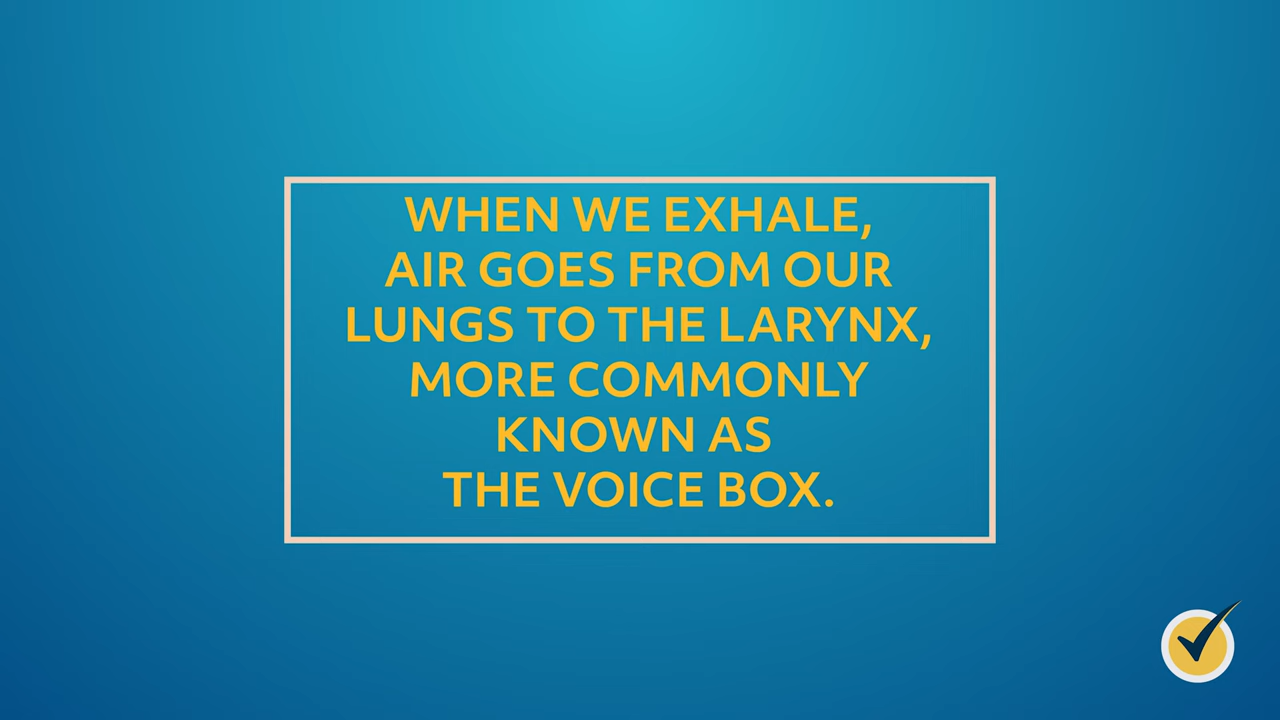 WHEN WE EXHALE,
AIR GOES FROM OUR
LUNGS TO THE LARYNX,
MORE COMMONLY
KNOWN AS
THE VOICE BOX.